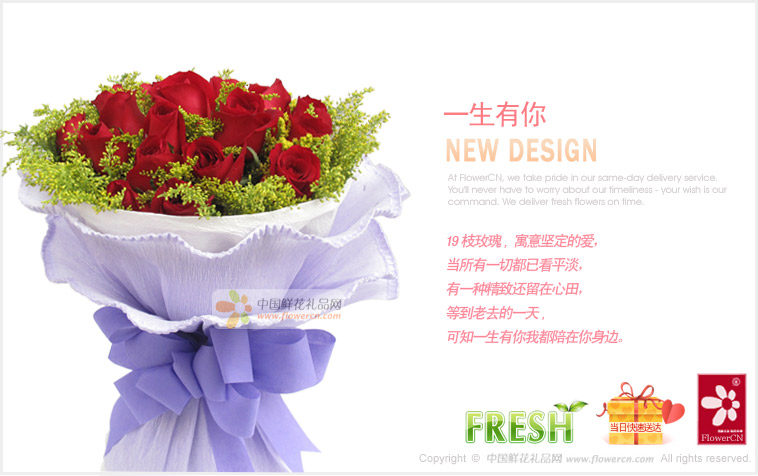 一生有你
NEW DESIGN
At FlowerCN, we take pride in our same-day delivery service.
You'll never have to worry about our timeliness - your wish is our
command. We deliver fresh flowers on time.
19 枝玫瑰，寓意坚定的爱，
当所有一切都已看平淡，
有一种精致还留在心田，
等到老去的一天，
可知一生有你我都陪在你身边。
中国鲜花礼品网
www.flowercn.com
FRESH
当日快速送达
FlowerCN
Copyright © 中国鲜花礼品网 www.flowercn.com All rights reserved.